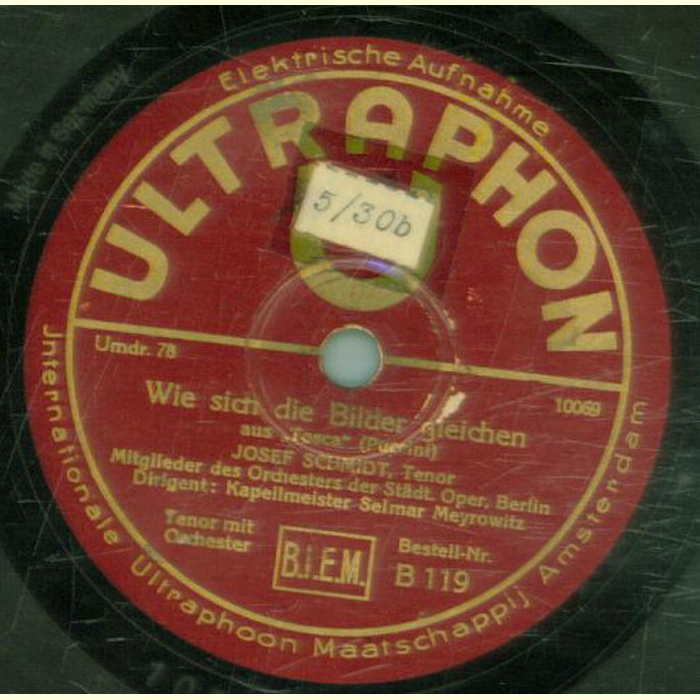 Made in Germany
Elektrische Aufnahme
ULTRAPHON
5/30b
Umdr. 78
10069
Wie sich die Bilder gleichen
aus „Tosca“ (Puccini)
JOSEF SCHMIDT, Tenor
Mitglieder des Orchesters der Städt. Oper, Berlin
Dirigent: Kapellmeister Selmar Meyrowitz
Tenor mit
Orchester
B.I.E.M.
Bestell-Nr.
B 119
Jnternationale Ultraphoon Maatschappij Amsterdam